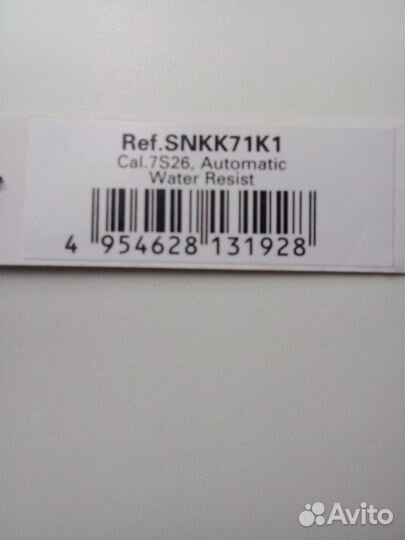 Ref.SNKK71K1
Cal.7S26, Automatic
Water Resist
4 954628 131928
Avito